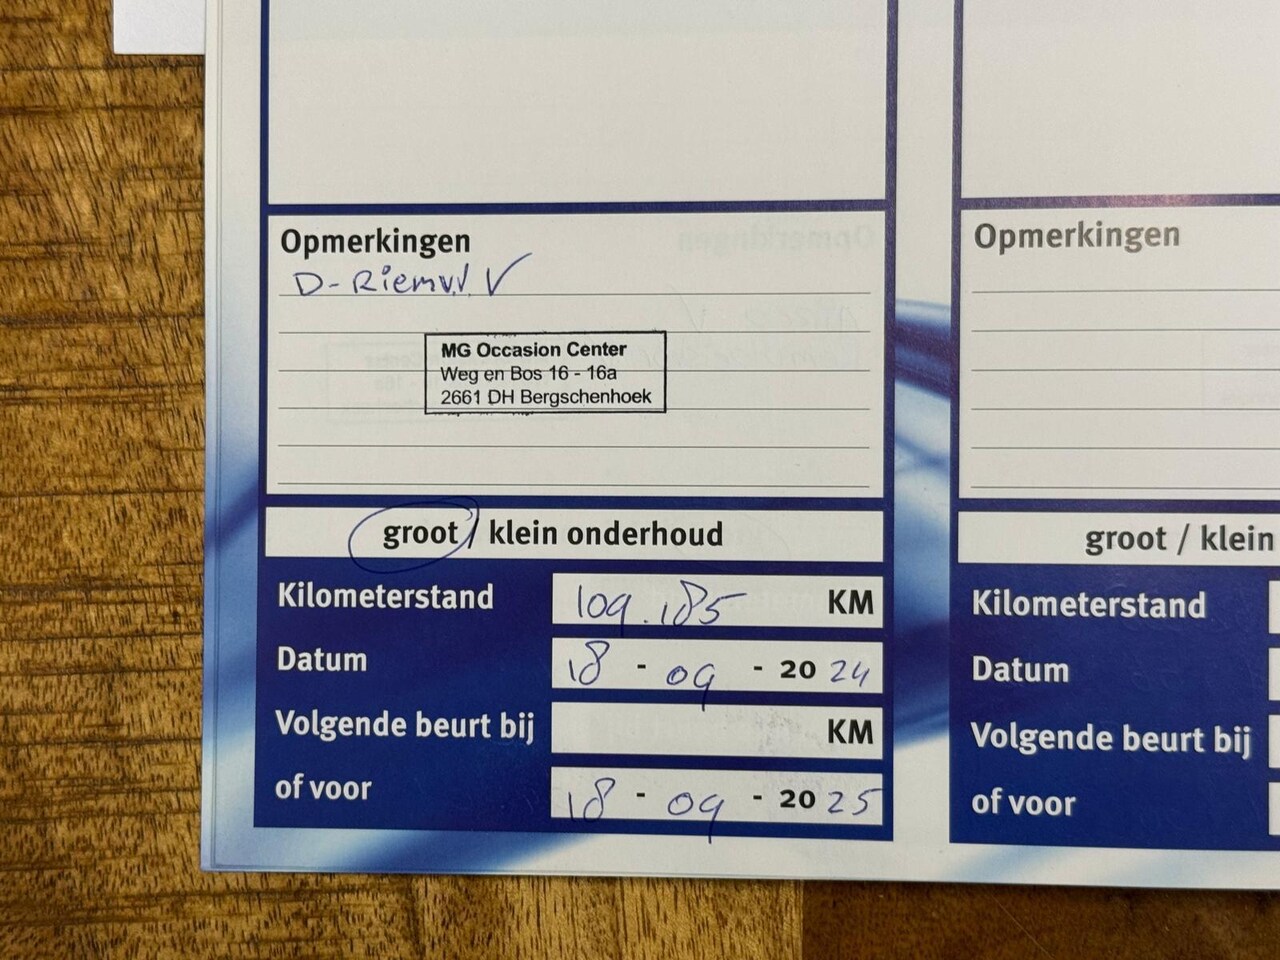 Opmerkingen
D-Riem v.v. V
MG Occasion Center
Weg en Bos 16 - 16a
2661 DH Bergschenhoek
groot / klein onderhoud
Kilometerstand 109.185 KM
Datum 18 - 09 - 2024
Volgende beurt bij KM
of voor 18 - 09 - 2025
Opmerkingen
groot / klein
Kilometerstand
Datum
Volgende beurt bij
of voor